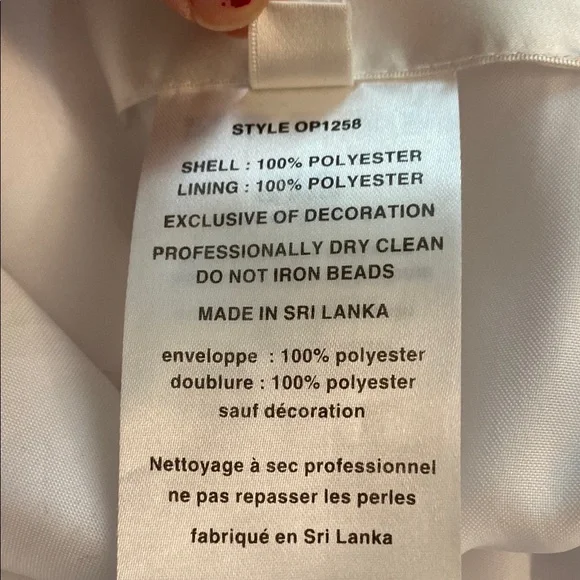 STYLE OP1258
SHELL : 100% POLYESTER
LINING : 100% POLYESTER
EXCLUSIVE OF DECORATION
PROFESSIONALLY DRY CLEAN
DO NOT IRON BEADS
MADE IN SRI LANKA
enveloppe : 100% polyester
doublure : 100% polyester
sauf décoration
Nettoyage à sec professionnel
ne pas repasser les perles
fabriqué en Sri Lanka